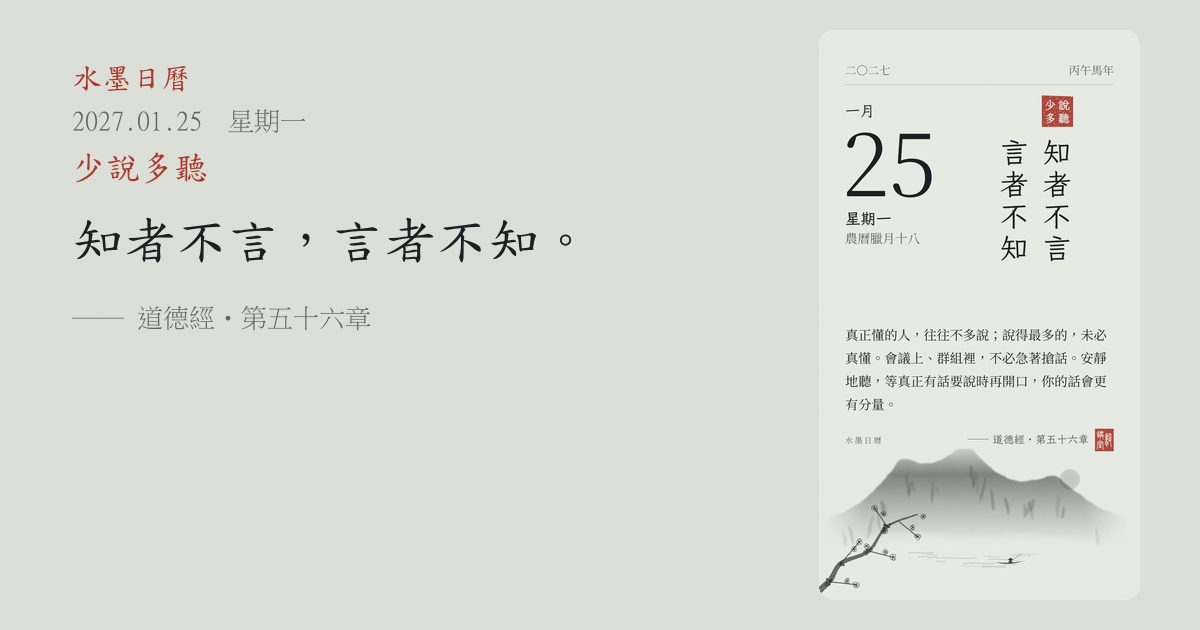 水墨日曆
2027.01.25 星期一
少說多聽
知者不言，言者不知。
—— 道德經・第五十六章
二〇二七
丙午馬年
一月
25
星期一
農曆臘月十八
少說
多聽
知者不言
言者不知
真正懂的人，往往不多說；說得最多的，未必
真懂。會議上、群組裡，不必急著搶話。安靜
地聽，等真正有話要說時再開口，你的話會更
有分量。
水墨日曆
—— 道德經・第五十六章